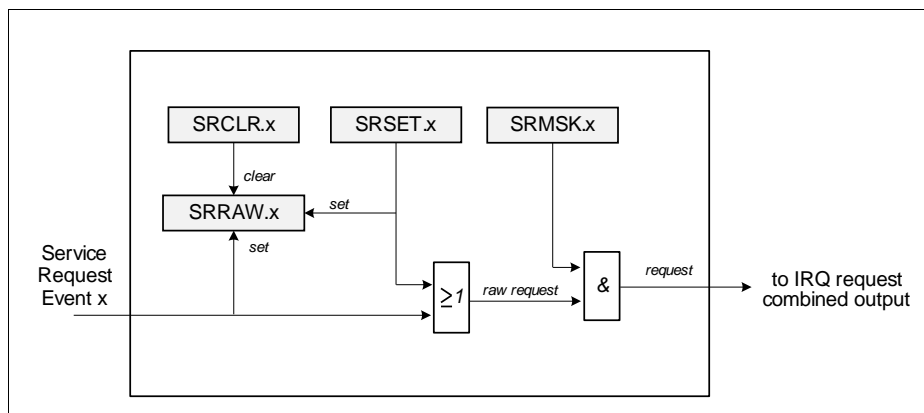 SRCLR.x
SRSET.x
SRMSK.x
clear
SRRAW.x
set
set
Service
Request
Event x
≥1
raw request
&
request
to IRQ request
combined output